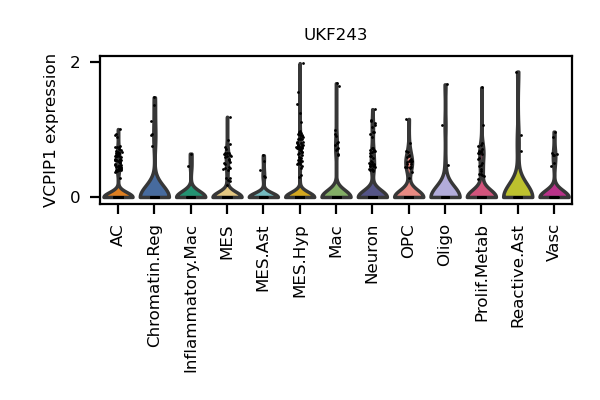 UKF243
VCPIP1 expression
2
0
AC
Chromatin.Reg
Inflammatory.Mac
MES
MES.Ast
MES.Hyp
Mac
Neuron
OPC
Oligo
Prolif.Metab
Reactive.Ast
Vasc